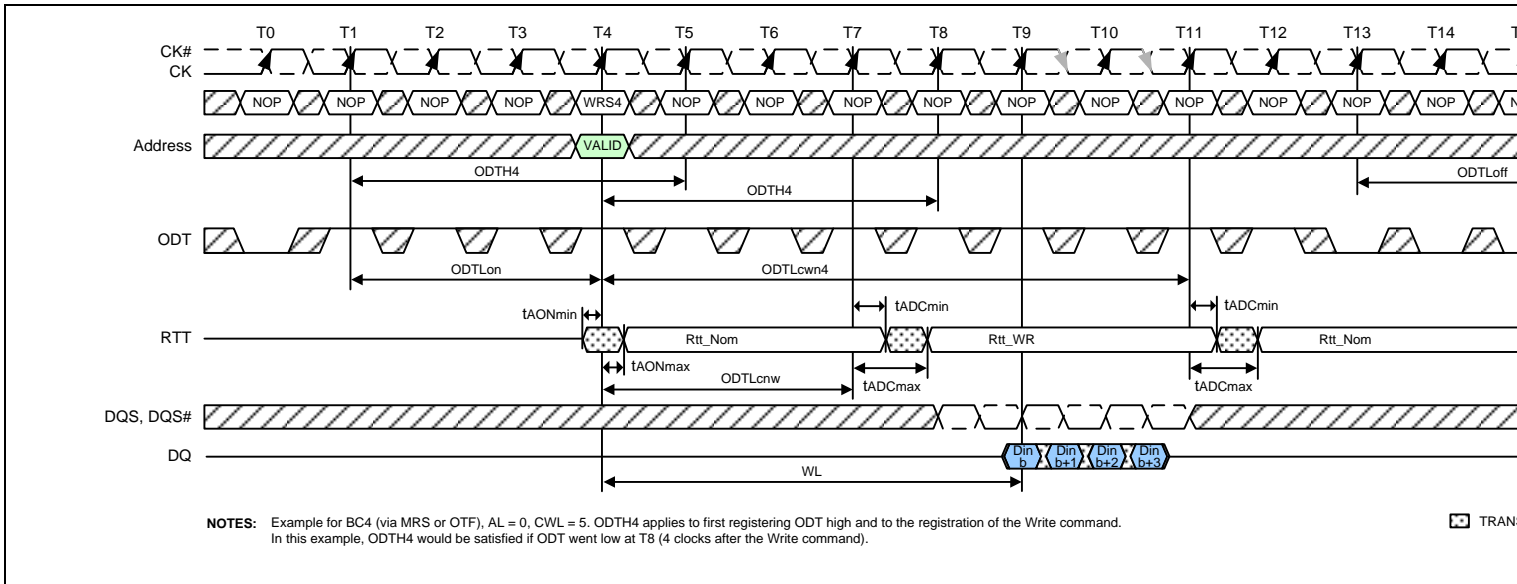 T0 T1 T2 T3 T4 T5 T6 T7 T8 T9 T10 T11 T12 T13 T14 T
CK#
CK
NOP NOP NOP NOP WRS4 NOP NOP NOP NOP NOP NOP NOP NOP NOP NOP N
Address VALID
ODTH4 ODTLoff
ODTH4
ODT
ODTLon ODTLcwn4
tAONmin tADCmin tADCmin
RTT Rtt_Nom Rtt_WR Rtt_Nom
tAONmax
ODTLcnw tADCmax tADCmax
DQS, DQS#
DQ Din b Din b+1 Din b+2 Din b+3
WL
NOTES: Example for BC4 (via MRS or OTF), AL = 0, CWL = 5. ODTH4 applies to first registering ODT high and to the registration of the Write command.
In this example, ODTH4 would be satisfied if ODT went low at T8 (4 clocks after the Write command).
TRANS